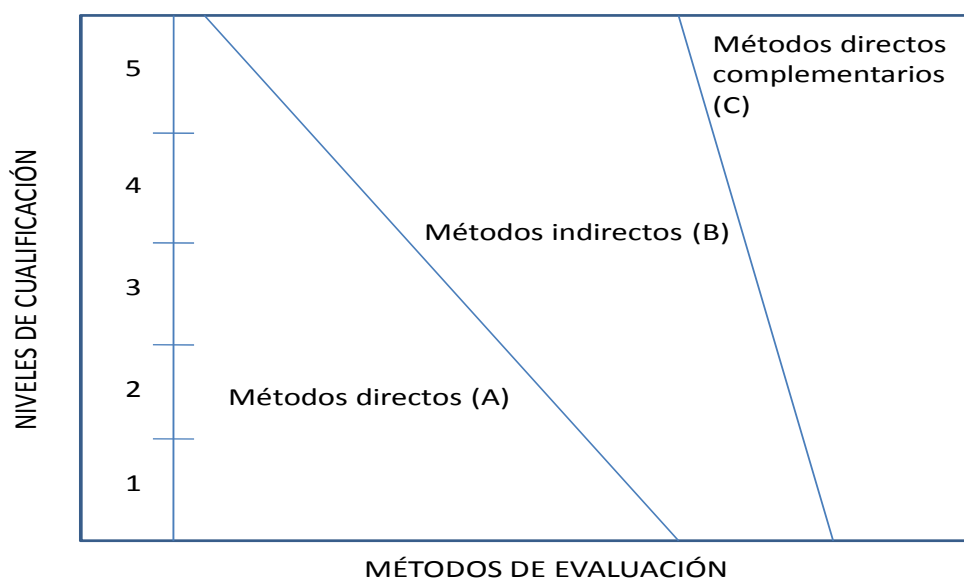 Métodos directos
complementarios
(C)
5
4
3
2
1
Métodos indirectos (B)
Métodos directos (A)
NIVELES DE CUALIFICACIÓN
MÉTODOS DE EVALUACIÓN